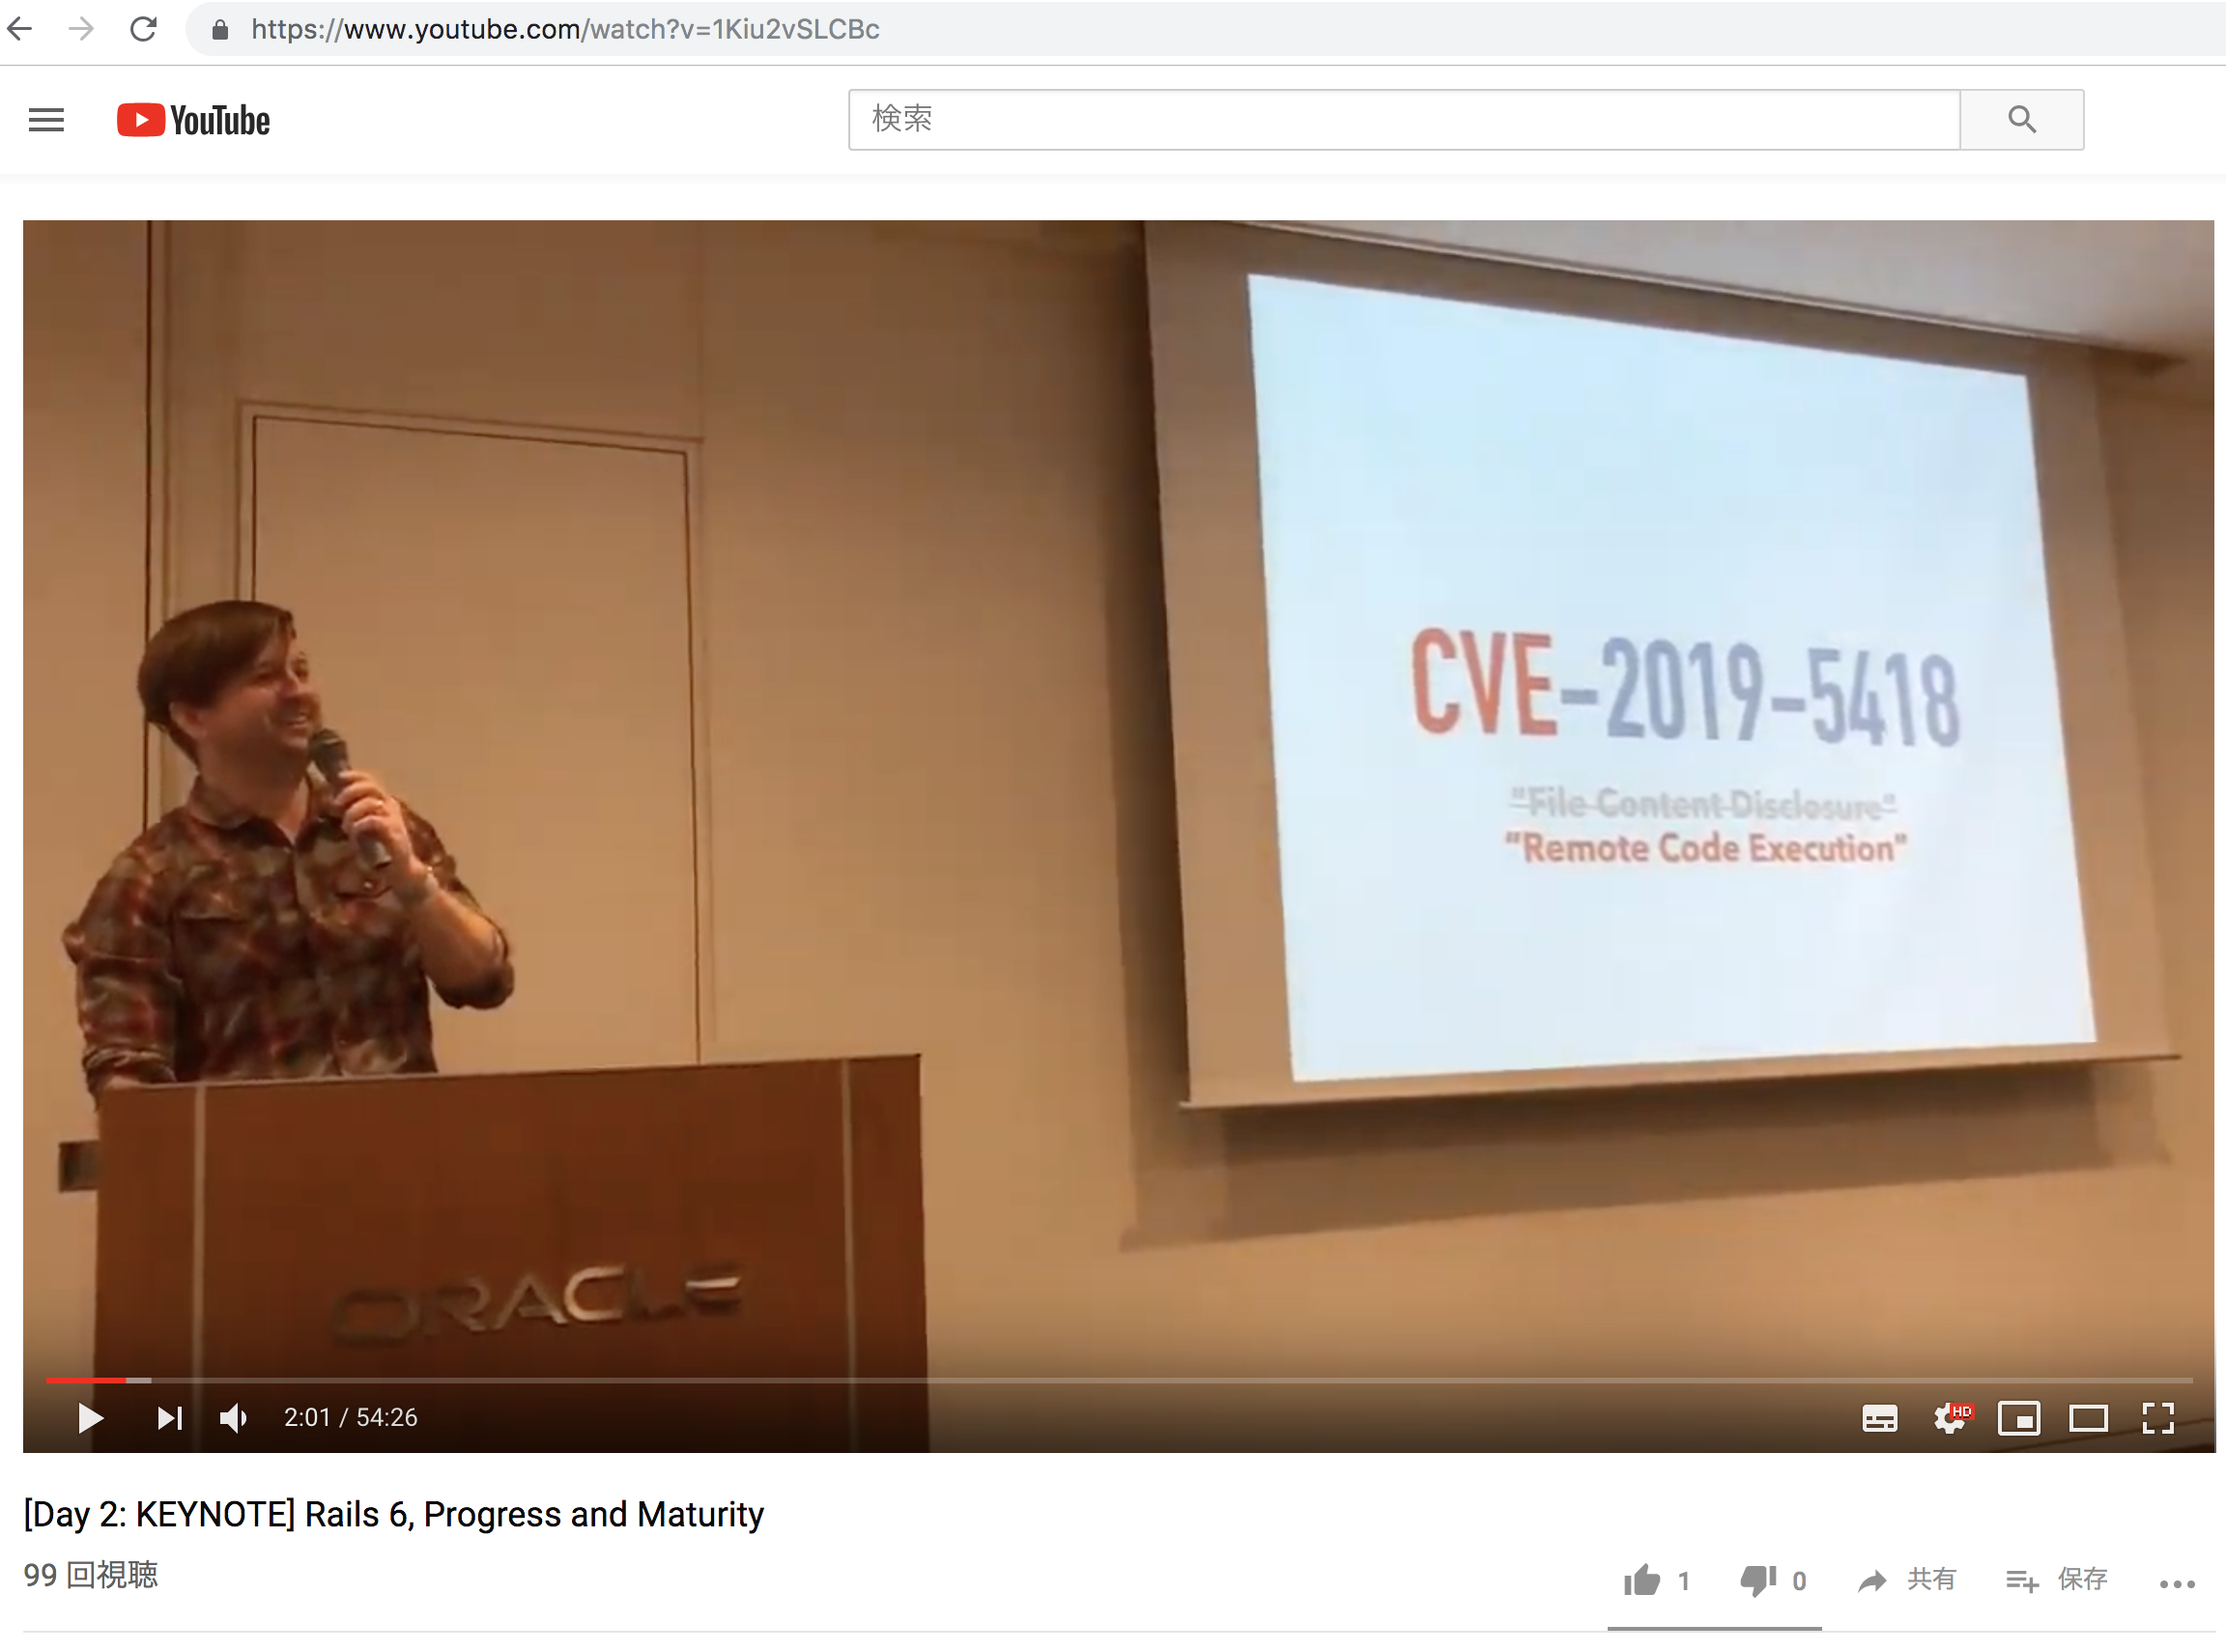 https://www.youtube.com/watch?v=1Kiu2vSLCBc
YouTube
検索
CVE-2019-5418
"File Content Disclosure"
"Remote Code Execution"
ORACLE
2:01 / 54:26
HD
[Day 2: KEYNOTE] Rails 6, Progress and Maturity
99 回視聴
1
0
共有
保存